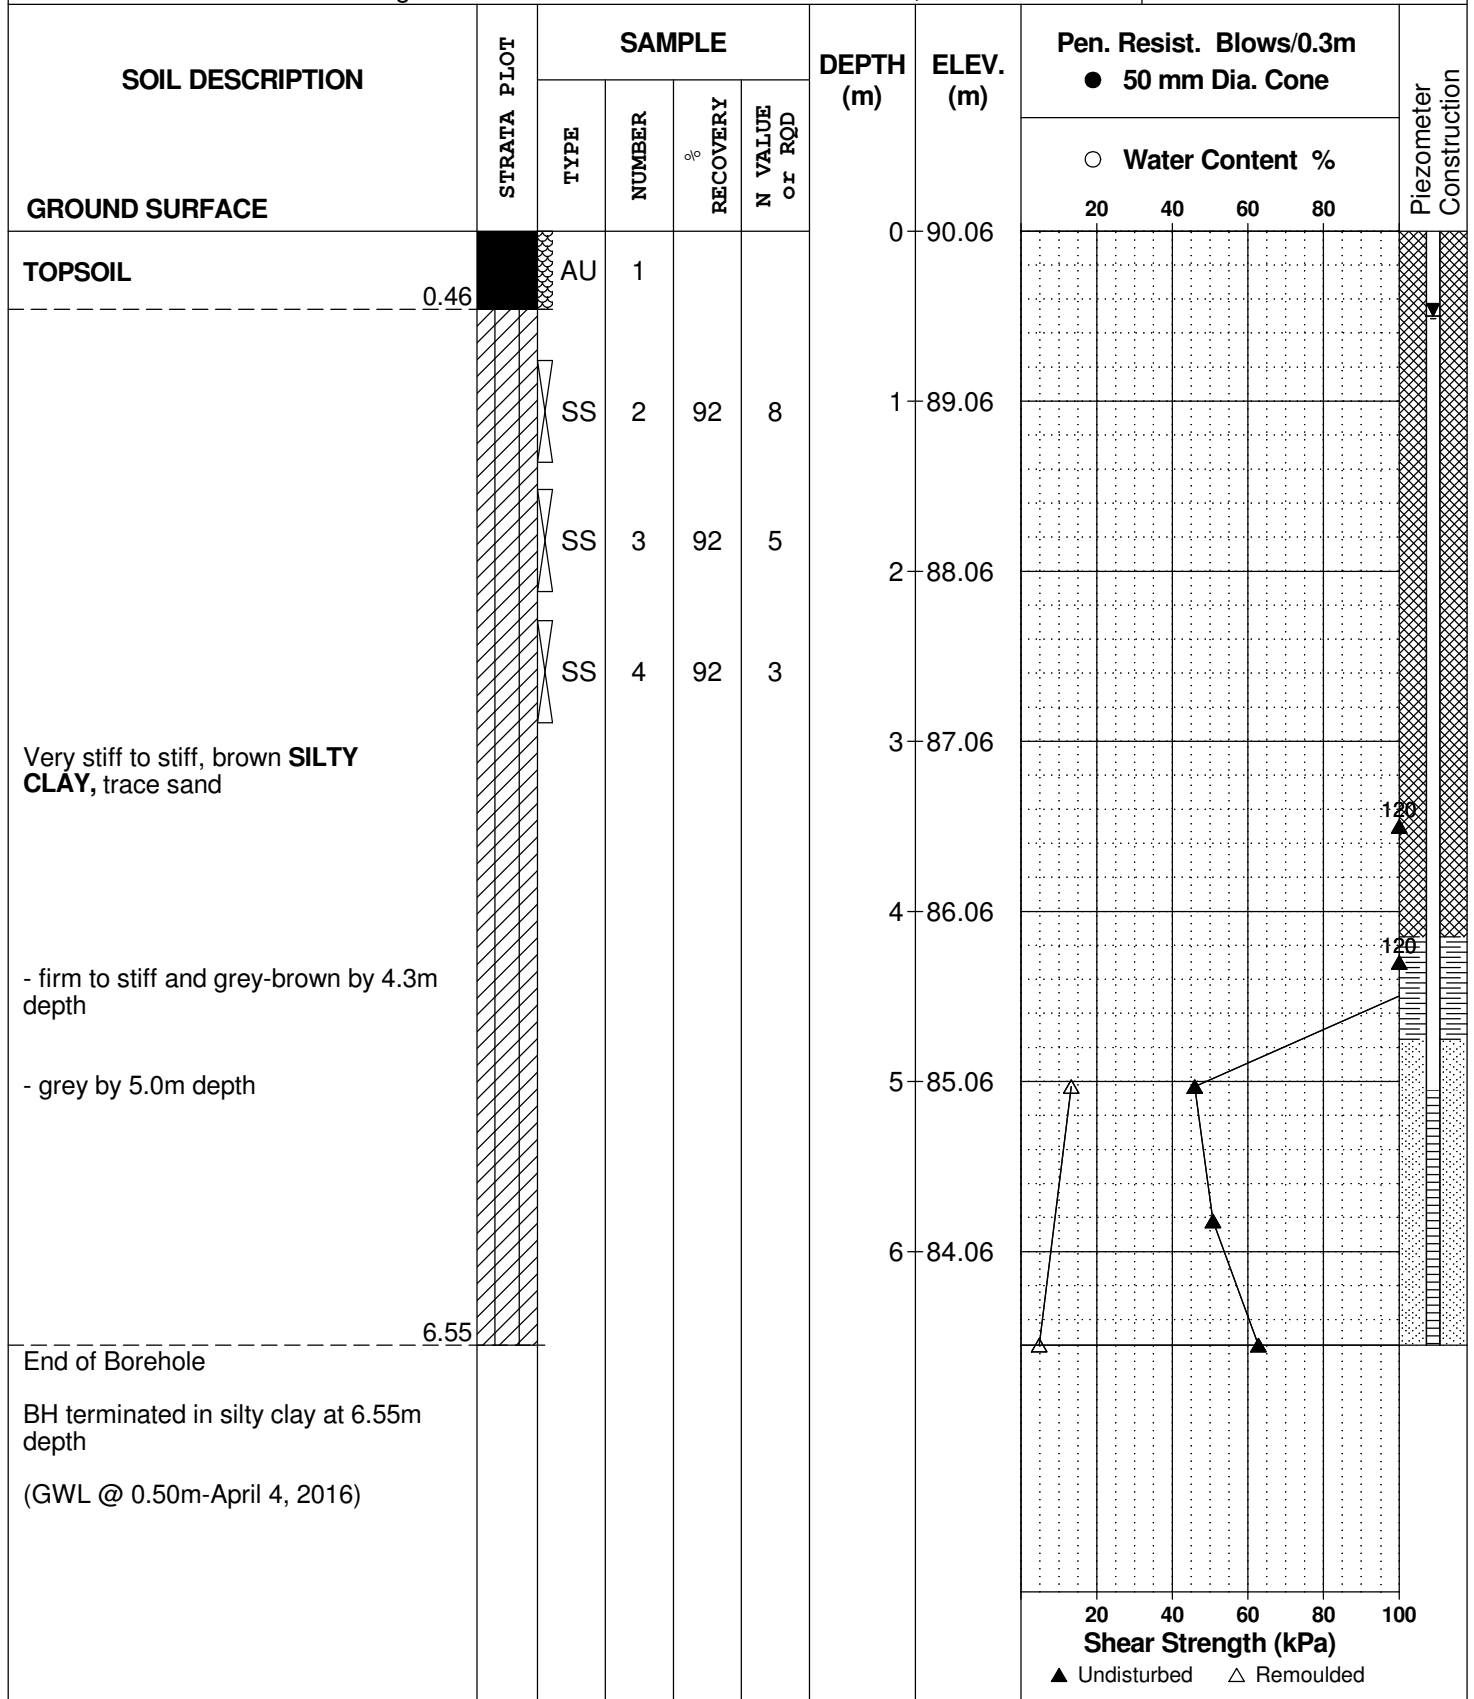 SOIL DESCRIPTION
GROUND SURFACE
STRATA PLOT
SAMPLE
TYPE
NUMBER
%
RECOVERY
N VALUE
or RQD
DEPTH
(m)
ELEV.
(m)
Pen. Resist. Blows/0.3m
● 50 mm Dia. Cone
○ Water Content %
20 40 60 80
Piezometer
Construction
0 90.06
TOPSOIL
0.46
AU 1
SS 2 92 8
1 89.06
SS 3 92 5
2 88.06
SS 4 92 3
3 87.06
Very stiff to stiff, brown SILTY
CLAY, trace sand
120
4 86.06
120
- firm to stiff and grey-brown by 4.3m
depth
- grey by 5.0m depth
5 85.06
6 84.06
6.55
End of Borehole
BH terminated in silty clay at 6.55m
depth
(GWL @ 0.50m-April 4, 2016)
20 40 60 80 100
Shear Strength (kPa)
▲ Undisturbed △ Remoulded